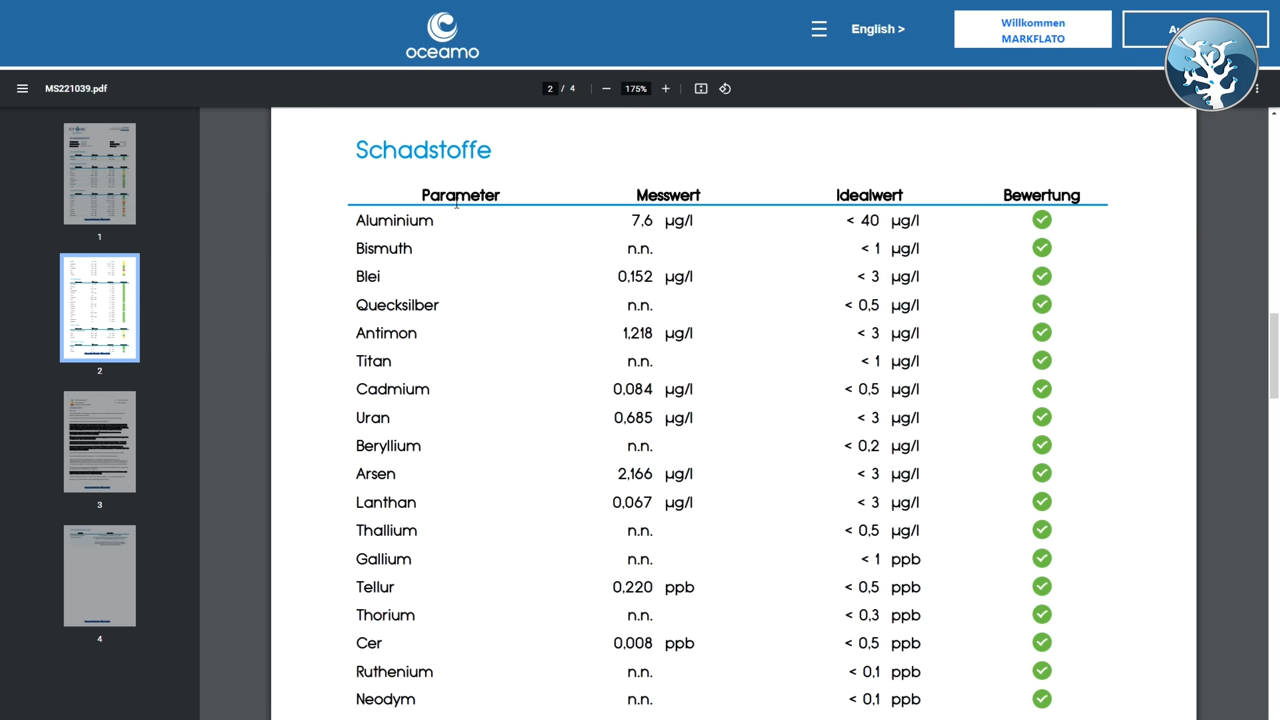 oceamo
English >
Willkommen
MARKFLATO
MS221039.pdf
2 / 4
175%
1
2
3
4
Schadstoffe
Parameter Messwert Idealwert Bewertung
Aluminium 7,6 µg/l < 40 µg/l
Bismuth n.n. < 1 µg/l
Blei 0,152 µg/l < 3 µg/l
Quecksilber n.n. < 0,5 µg/l
Antimon 1,218 µg/l < 3 µg/l
Titan n.n. < 1 µg/l
Cadmium 0,084 µg/l < 0,5 µg/l
Uran 0,685 µg/l < 3 µg/l
Beryllium n.n. < 0,2 µg/l
Arsen 2,166 µg/l < 3 µg/l
Lanthan 0,067 µg/l < 3 µg/l
Thallium n.n. < 0,5 µg/l
Gallium n.n. < 1 ppb
Tellur 0,220 ppb < 0,5 ppb
Thorium n.n. < 0,3 ppb
Cer 0,008 ppb < 0,5 ppb
Ruthenium n.n. < 0,1 ppb
Neodym n.n. < 0,1 ppb